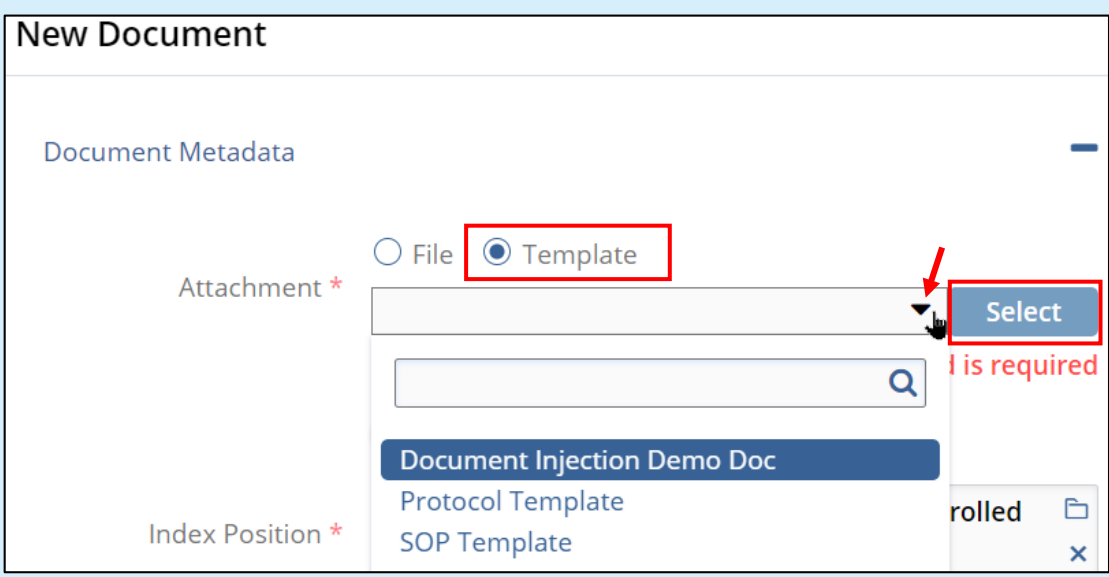 New Document
Document Metadata
File Template
Attachment *
Select
is required
Document Injection Demo Doc
Protocol Template
rolled
SOP Template
Index Position *